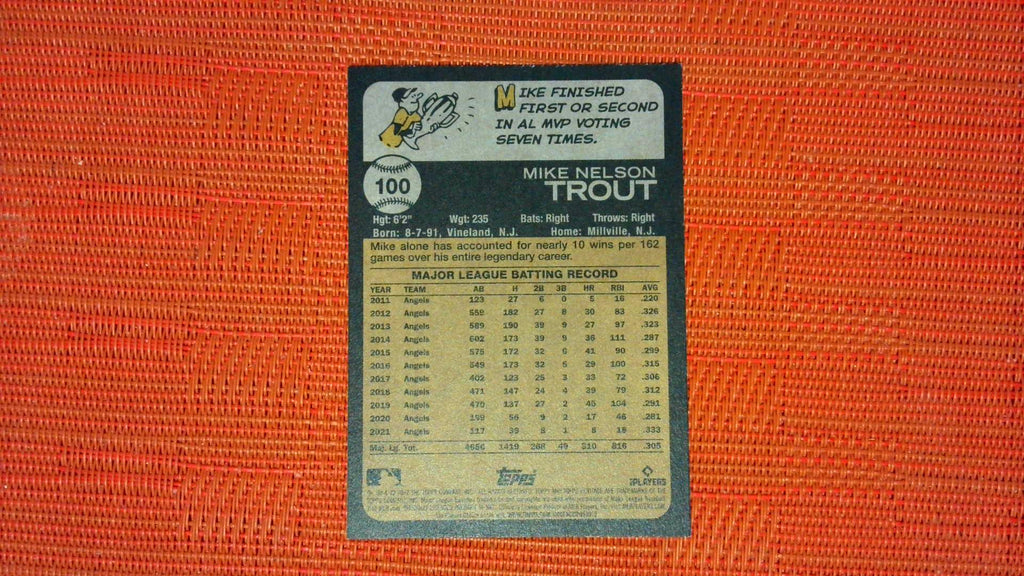 MIKE FINISHED
FIRST OR SECOND
IN AL MVP VOTING
SEVEN TIMES.
100
MIKE NELSON
TROUT
Hgt: 6'2" Wgt: 235 Bats: Right Throws: Right
Born: 8-7-91, Vineland, N.J. Home: Millville, N.J.
Mike alone has accounted for nearly 10 wins per 162
games over his entire legendary career.
MAJOR LEAGUE BATTING RECORD
YEAR TEAM AB H 2B 3B HR RBI AVG
2011 Angels 123 27 6 0 5 16 .220
2012 Angels 559 182 27 8 30 83 .326
2013 Angels 589 190 39 9 27 97 .323
2014 Angels 602 173 39 9 36 111 .287
2015 Angels 575 172 32 6 41 90 .299
2016 Angels 549 173 32 5 29 100 .315
2017 Angels 402 123 25 3 33 72 .306
2018 Angels 471 147 24 4 39 79 .312
2019 Angels 470 137 27 2 45 104 .291
2020 Angels 199 56 9 2 17 46 .281
2021 Angels 117 39 8 1 8 18 .333
Maj. Lg. Tot. 4656 1419 268 49 310 816 .305
Topps
PLAYERS